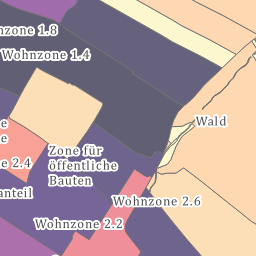 nzone 1.8
Wohnzone 1.4
Wald
e
e
e 2.4
Zone für
öffentliche
Bauten
anteil
Wohnzone 2.6
Wohnzone 2.2